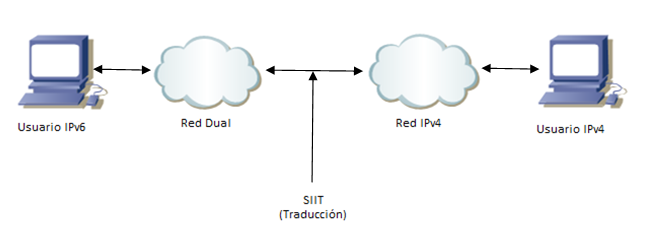 Usuario IPv6
Red Dual
Red IPv4
Usuario IPv4
SIIT
(Traducción)